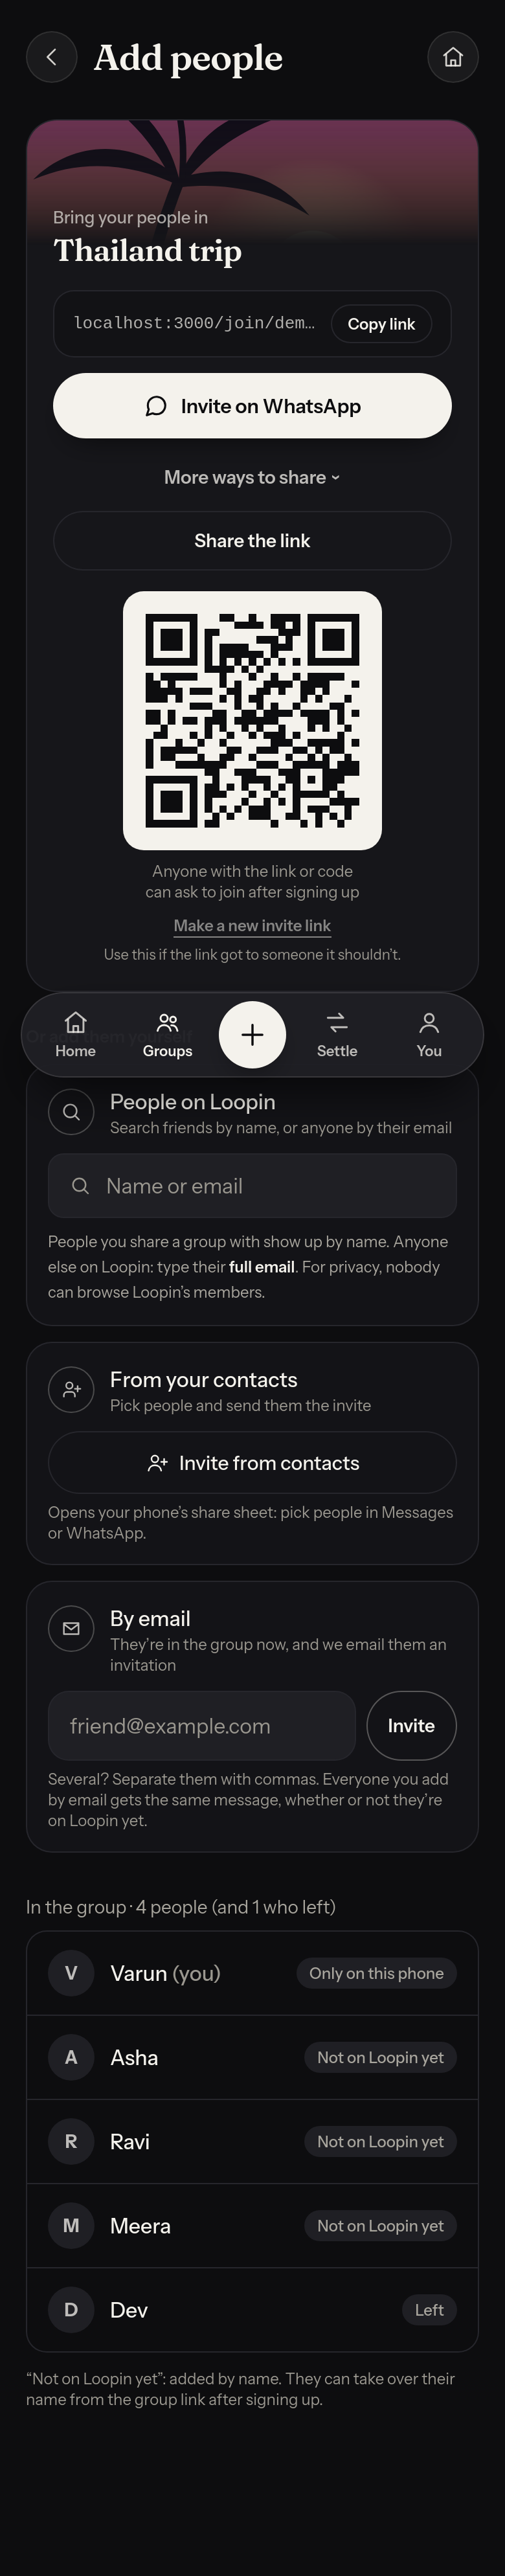 Add people
Bring your people in
Thailand trip
localhost:3000/join/dem…
Copy link
Invite on WhatsApp
More ways to share
Share the link
Anyone with the link or code
can ask to join after signing up
Make a new invite link
Use this if the link got to someone it shouldn’t.
Or add them yourself
Home
Groups
Settle
You
People on Loopin
Search friends by name, or anyone by their email
Name or email
People you share a group with show up by name. Anyone
else on Loopin: type their full email. For privacy, nobody
can browse Loopin’s members.
From your contacts
Pick people and send them the invite
Invite from contacts
Opens your phone’s share sheet: pick people in Messages
or WhatsApp.
By email
They’re in the group now, and we email them an
invitation
friend@example.com
Invite
Several? Separate them with commas. Everyone you add
by email gets the same message, whether or not they’re
on Loopin yet.
In the group · 4 people (and 1 who left)
V
Varun (you)
Only on this phone
A
Asha
Not on Loopin yet
R
Ravi
Not on Loopin yet
M
Meera
Not on Loopin yet
D
Dev
Left
“Not on Loopin yet”: added by name. They can take over their
name from the group link after signing up.